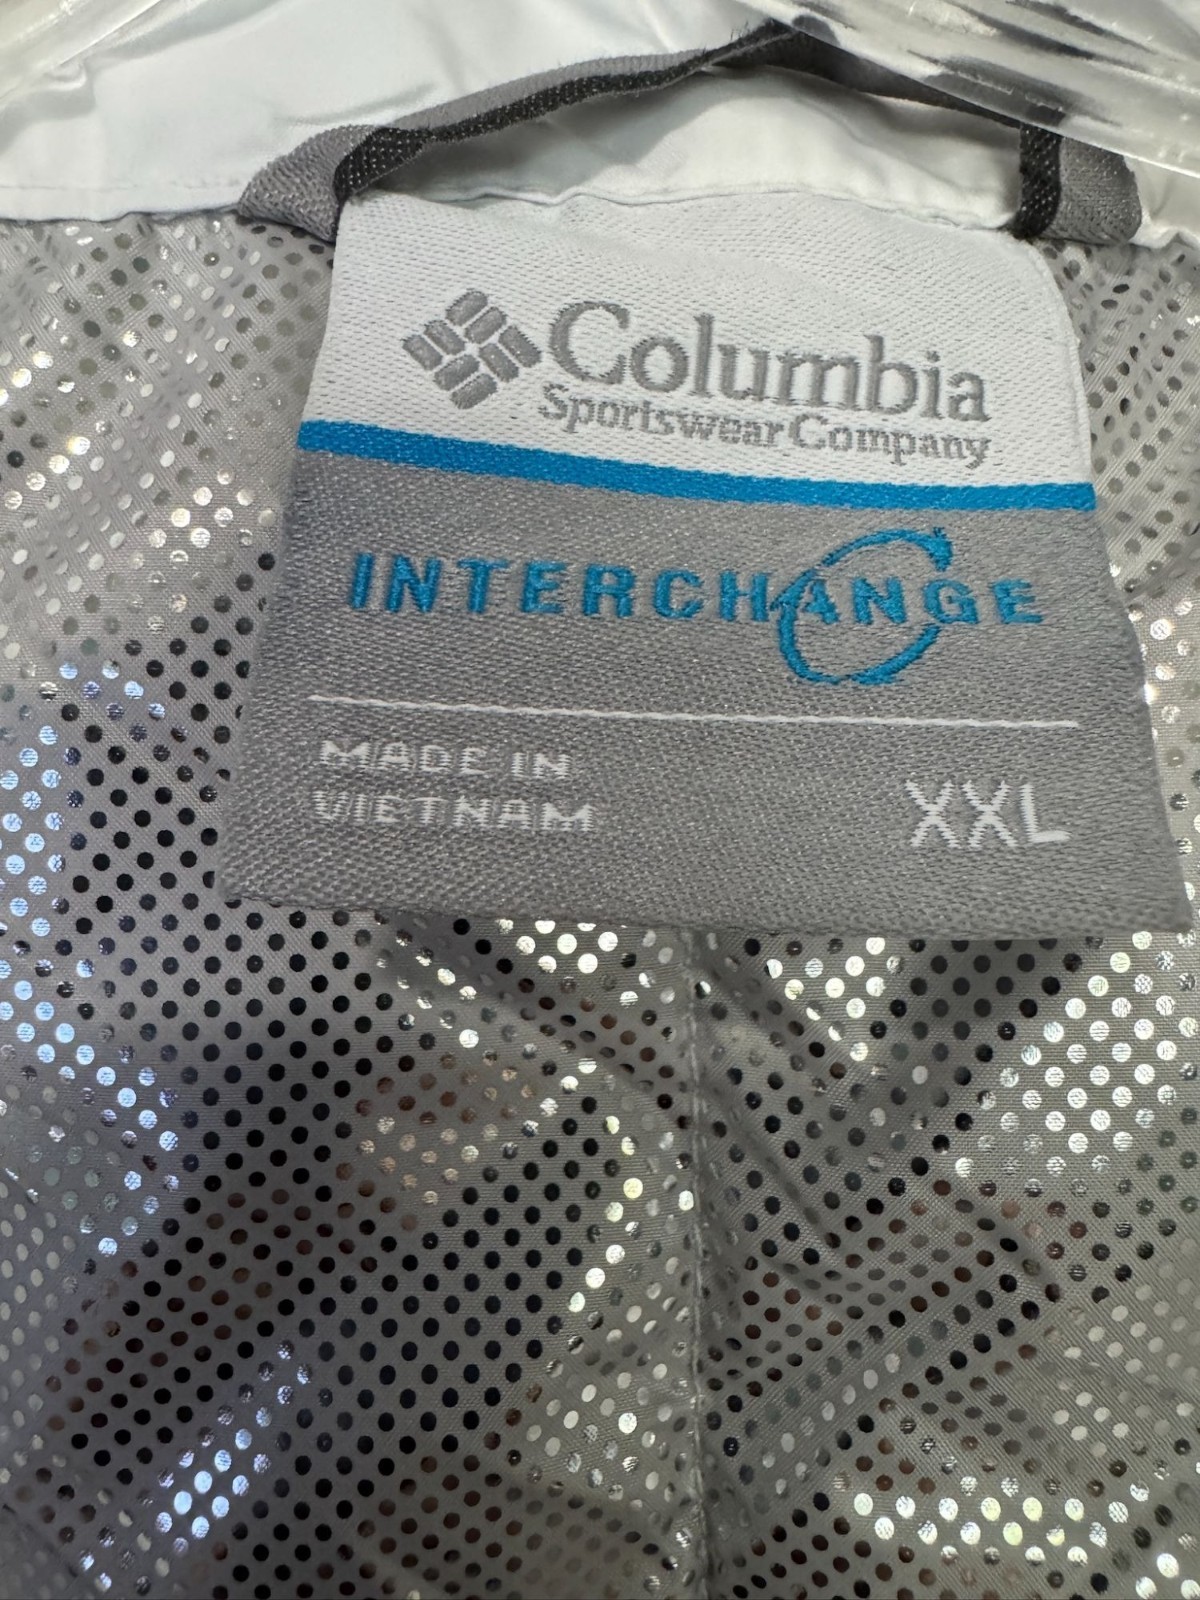 Columbia
Sportswear Company
INTERCHANGE
MADE IN
VIETNAM
XXL